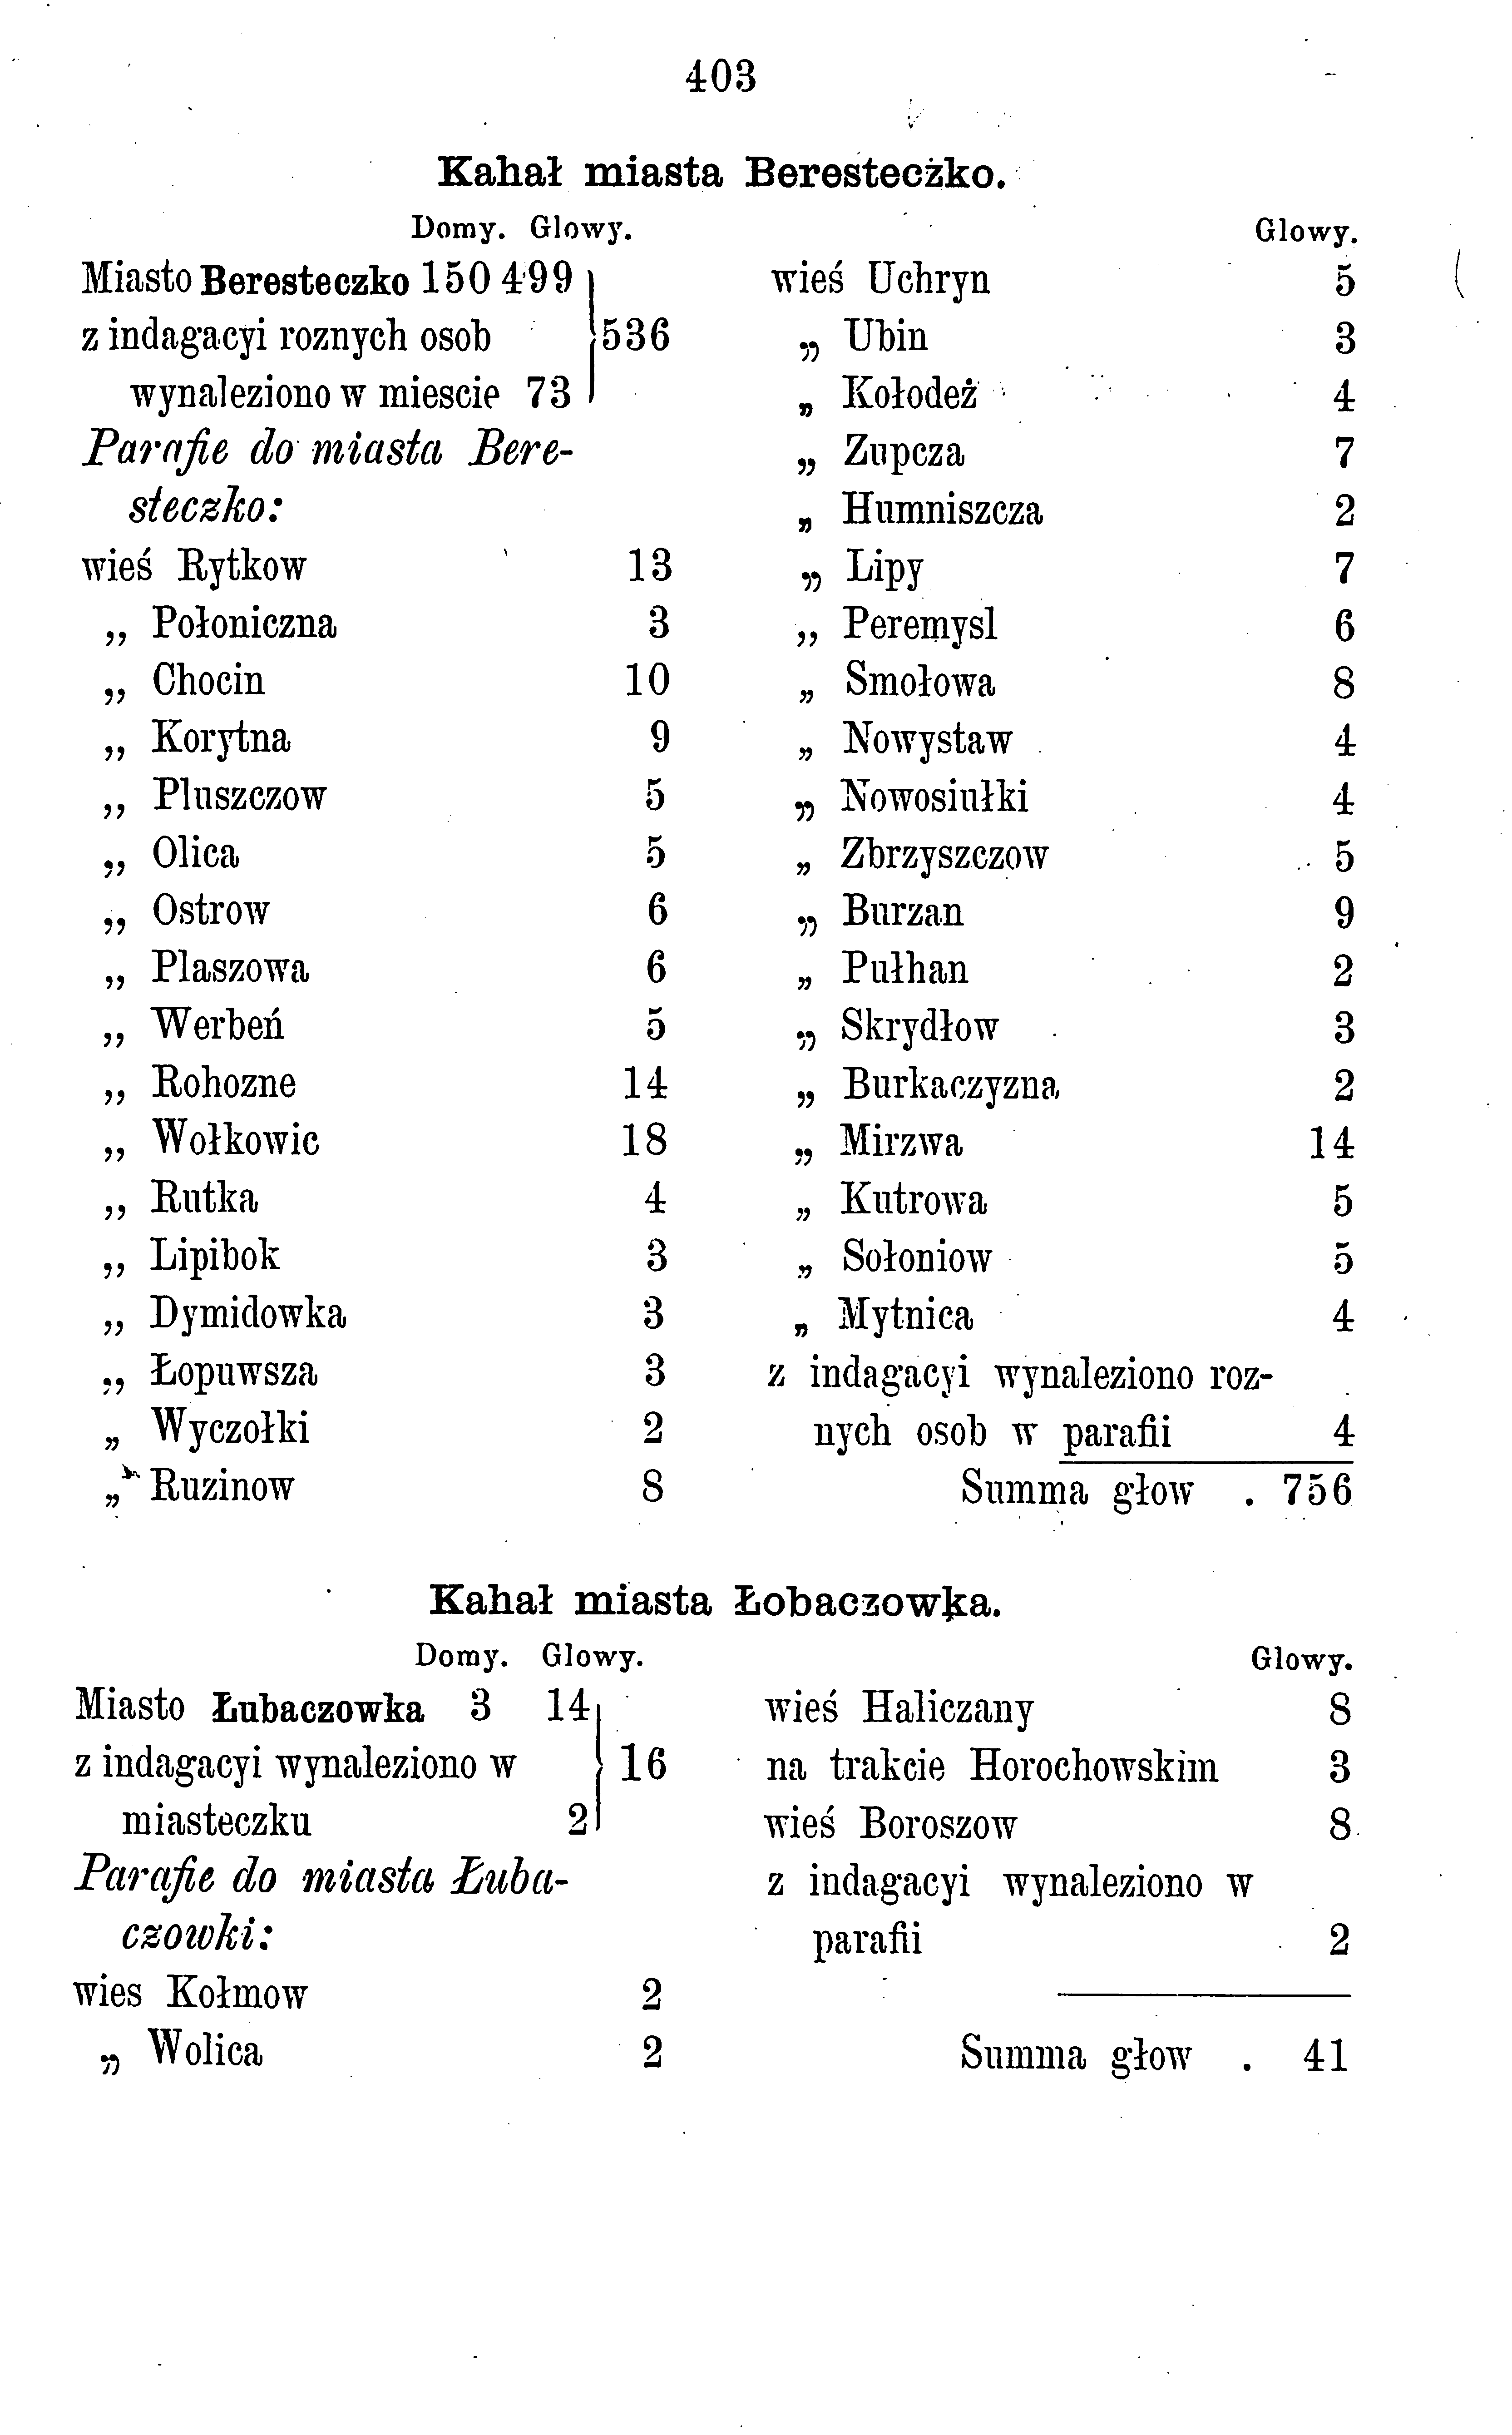 403
Kahał miasta Beresteczko.
Domy. Glowy.
Miasto Beresteczko 150 499
536
z indagacyi roznych osob
wynaleziono w miescie 73
Parafie do miasta Bere-
steczko:
wieś Rytkow 13
„ Połoniczna 3
„ Chocin 10
„ Korytna 9
„ Pluszczow 5
„ Olica 5
„ Ostrow 6
„ Plaszowa 6
„ Werbeń 5
„ Rohozne 14
„ Wołkowic 18
„ Rutka 4
„ Lipibok 3
„ Dymidowka 3
„ Łopuwsza 3
„ Wyczołki 2
„ Ruzinow 8
Glowy.
wieś Uchryn 5
„ Ubin 3
„ Kołodeż 4
„ Zupcza 7
„ Humniszcza 2
„ Lipy 7
„ Peremysl 6
„ Smołowa 8
„ Nowystaw 4
„ Nowosiułki 4
„ Zbrzyszczow 5
„ Burzan 9
„ Pułhan 2
„ Skrydłow 3
„ Burkaczyzna 2
„ Mirzwa 14
„ Kutrowa 5
„ Sołoniow 5
„ Mytnica 4
z indagacyi wynaleziono roz-
nych osob w parafii 4
Summa głow . 756
Kahał miasta Łobaczowka.
Domy. Glowy.
Miasto Łubaczowka 3 14
z indagacyi wynaleziono w 16
miasteczku 2
Parafie do miasta Łuba-
czowki:
wies Kołmow 2
„ Wolica 2
Glowy.
wieś Haliczany 8
na trakcie Horochowskim 3
wieś Boroszow 8
z indagacyi wynaleziono w
parafii 2
Summa głow . 41